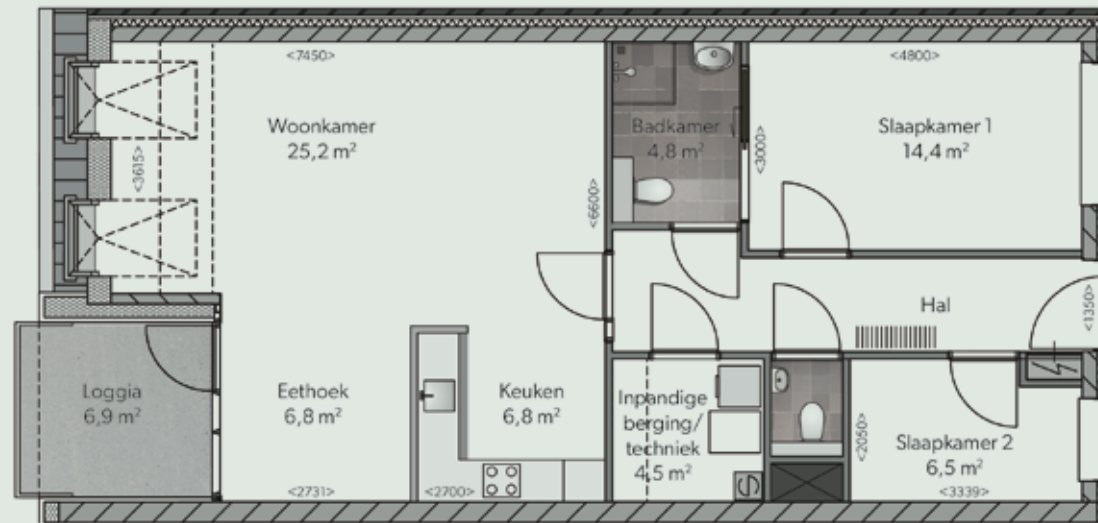 <7450>
<4800>
Woonkamer
25,2 m²
Badkamer
4,8 m²
Slaapkamer 1
14,4 m²
<3615>
<3000>
<6600>
Hal
<1350>
Loggia
6,9 m²
Eethoek
6,8 m²
Keuken
6,8 m²
Inpandige
berging/
techniek
4,5 m²
<2050>
Slaapkamer 2
6,5 m²
<2731>
<2700>
<3339>